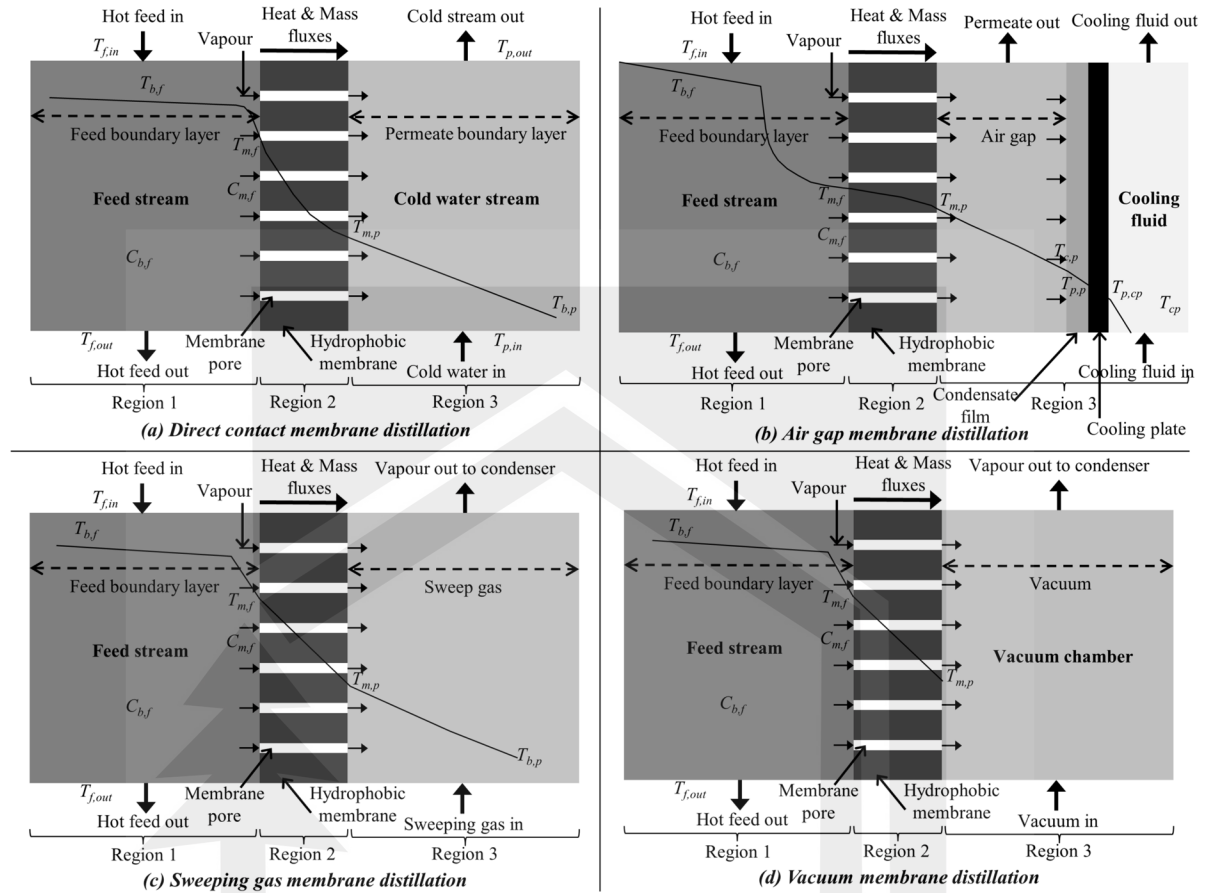 Hot feed in
Heat & Mass fluxes
Cold stream out
T_{f,in}
Vapour
T_{p,out}
T_{b,f}
Feed boundary layer
Permeate boundary layer
T_{m,f}
C_{m,f}
Feed stream
Cold water stream
T_{m,p}
C_{b,f}
T_{b,p}
T_{f,out}
Membrane pore
Hydrophobic membrane
T_{p,in}
Hot feed out
Cold water in
Region 1
Region 2
Region 3
(a) Direct contact membrane distillation
Hot feed in
Heat & Mass fluxes
Permeate out
Cooling fluid out
T_{f,in}
Vapour
T_{b,f}
Feed boundary layer
Air gap
Feed stream
T_{m,f}
T_{m,p}
Cooling fluid
C_{m,f}
C_{b,f}
T_{c,p}
T_{p,p}
T_{p,cp}
T_{cp}
T_{f,out}
Membrane pore
Hydrophobic membrane
Hot feed out
Cooling fluid in
Region 1
Region 2
Condensate film
Region 3
Cooling plate
(b) Air gap membrane distillation
Hot feed in
Heat & Mass fluxes
Vapour out to condenser
T_{f,in}
Vapour
T_{b,f}
Feed boundary layer
Sweep gas
T_{m,f}
C_{m,f}
Feed stream
T_{m,p}
C_{b,f}
T_{b,p}
T_{f,out}
Membrane pore
Hydrophobic membrane
Hot feed out
Sweeping gas in
Region 1
Region 2
Region 3
(c) Sweeping gas membrane distillation
Hot feed in
Heat & Mass fluxes
Vapour out to condenser
T_{f,in}
Vapour
T_{b,f}
Feed boundary layer
Vacuum
T_{m,f}
C_{m,f}
Feed stream
Vacuum chamber
T_{m,p}
C_{b,f}
T_{f,out}
Membrane pore
Hydrophobic membrane
Hot feed out
Vacuum in
Region 1
Region 2
Region 3
(d) Vacuum membrane distillation